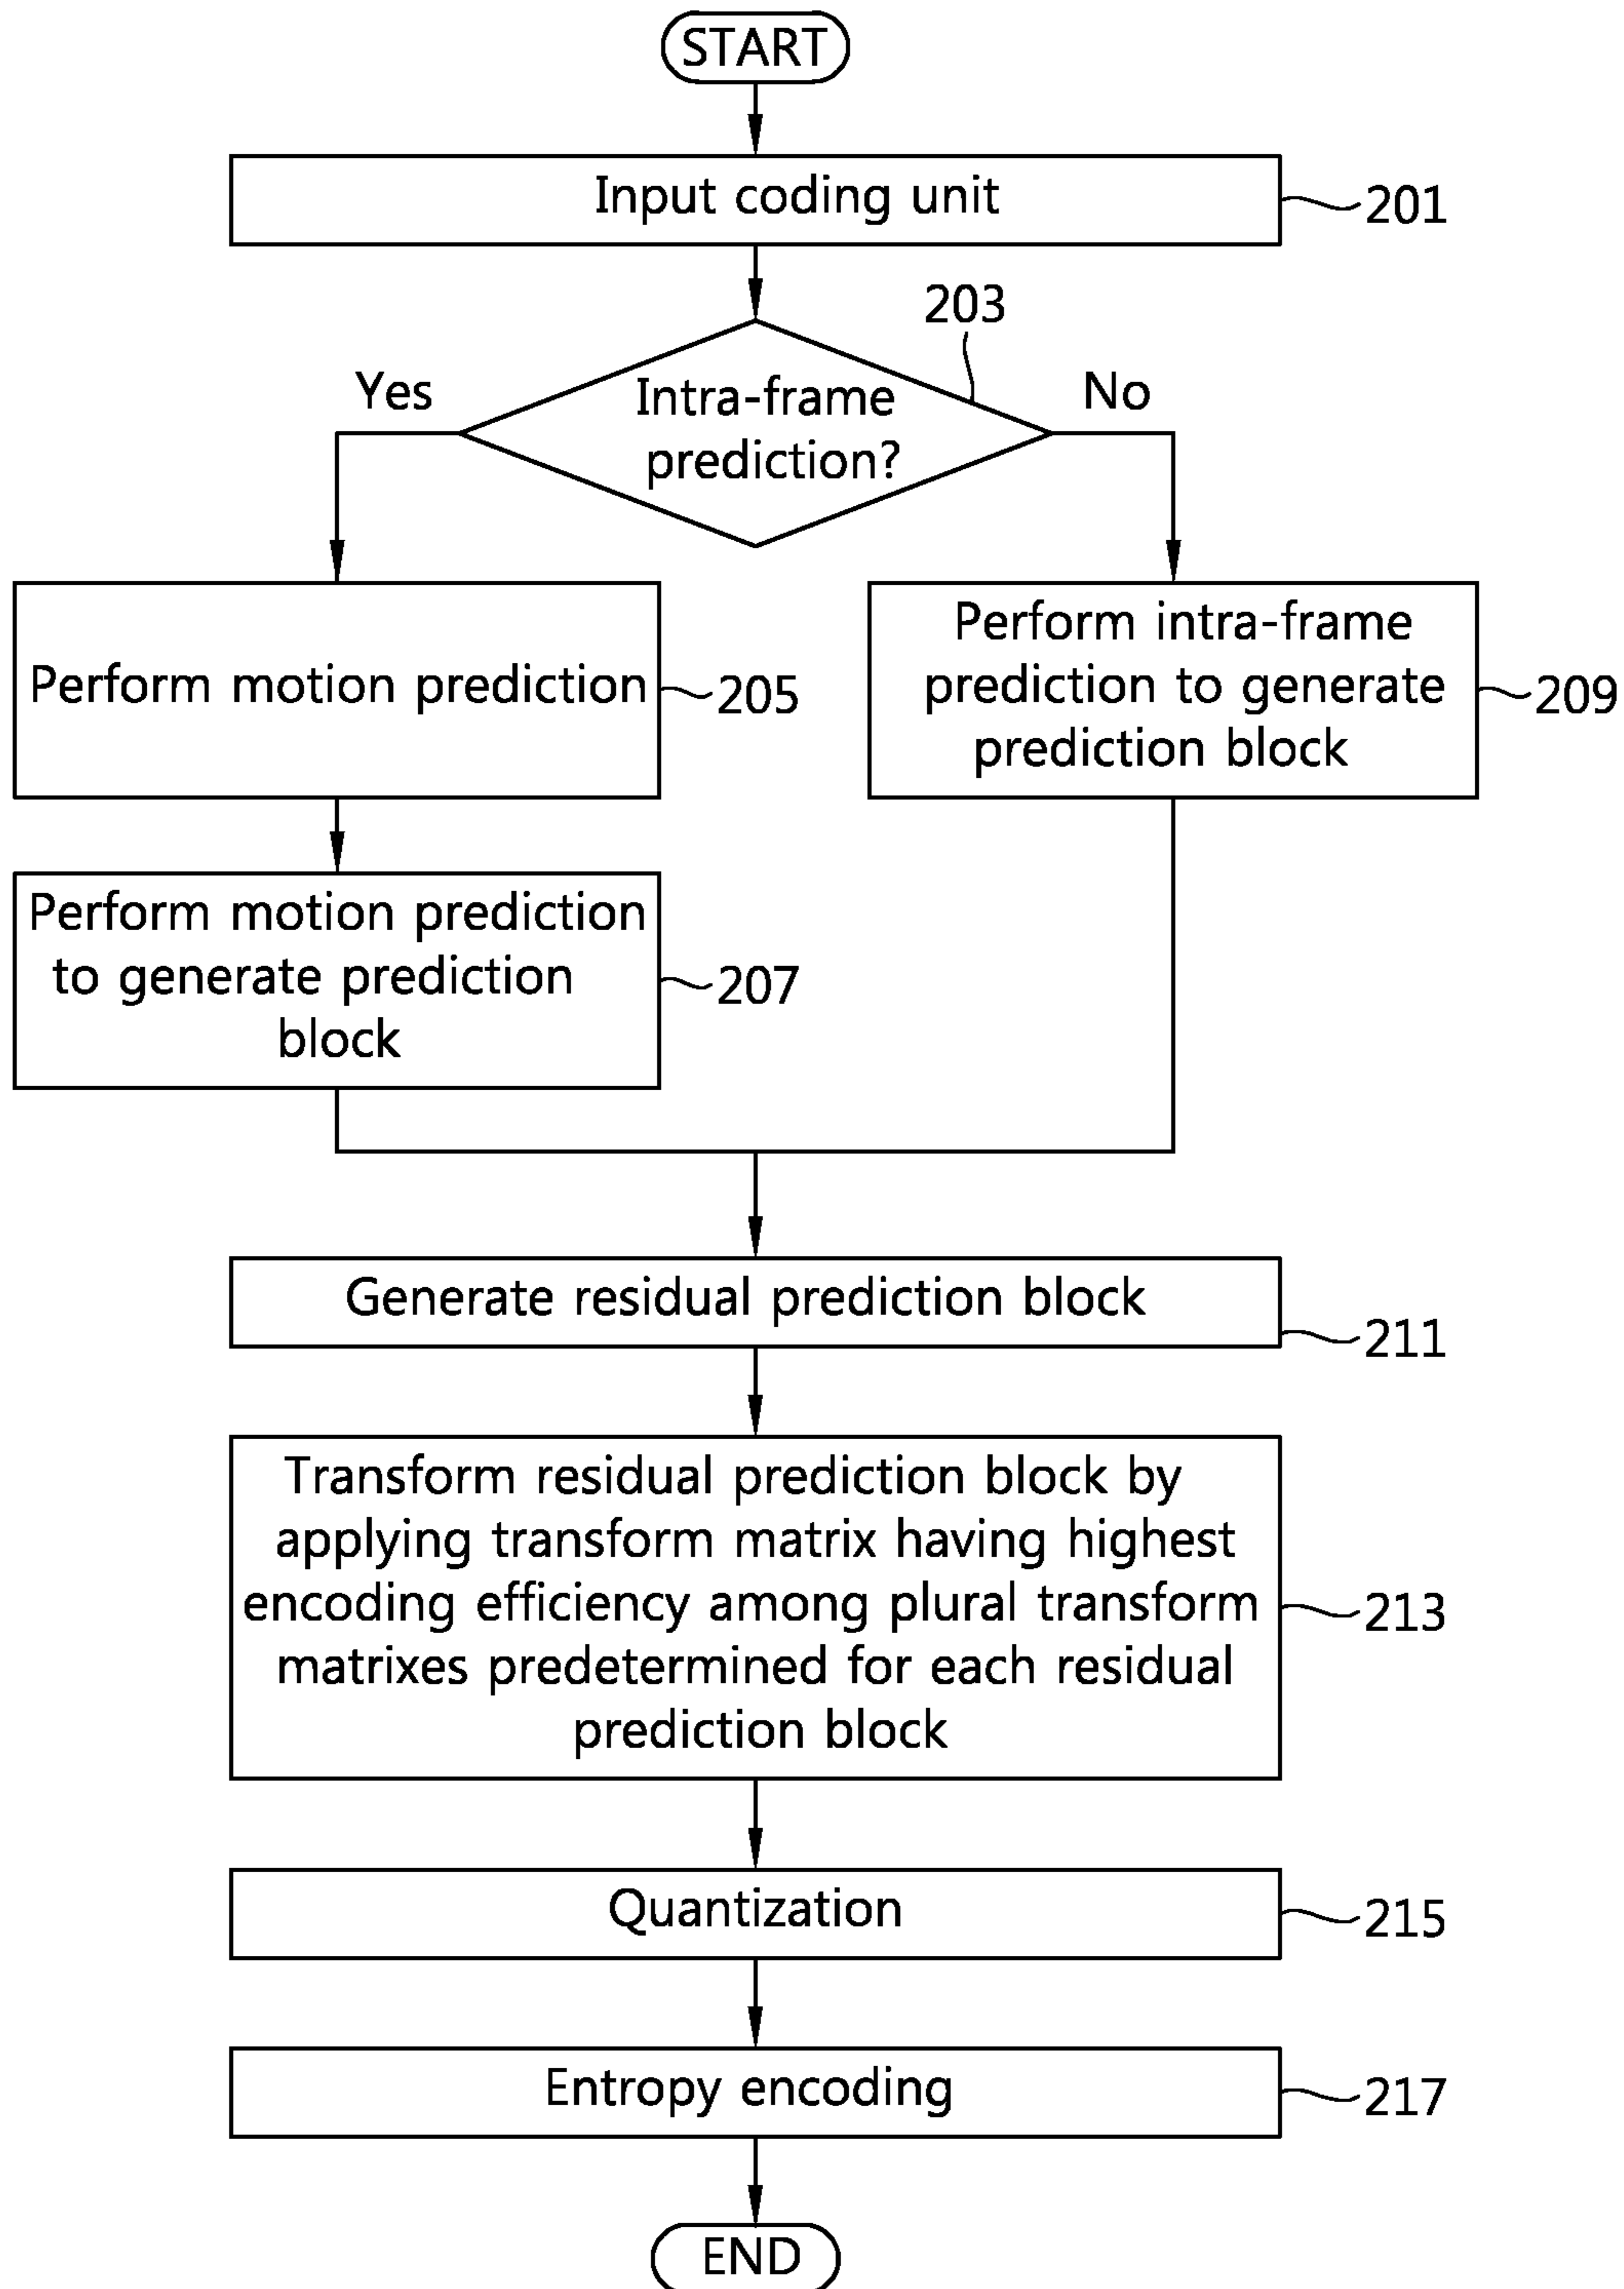 START
Input coding unit
201
203
Yes
Intra-frame
prediction?
No
Perform motion prediction
205
Perform intra-frame
prediction to generate
prediction block
209
Perform motion prediction
to generate prediction
block
207
Generate residual prediction block
211
Transform residual prediction block by
applying transform matrix having highest
encoding efficiency among plural transform
matrixes predetermined for each residual
prediction block
213
Quantization
215
Entropy encoding
217
END